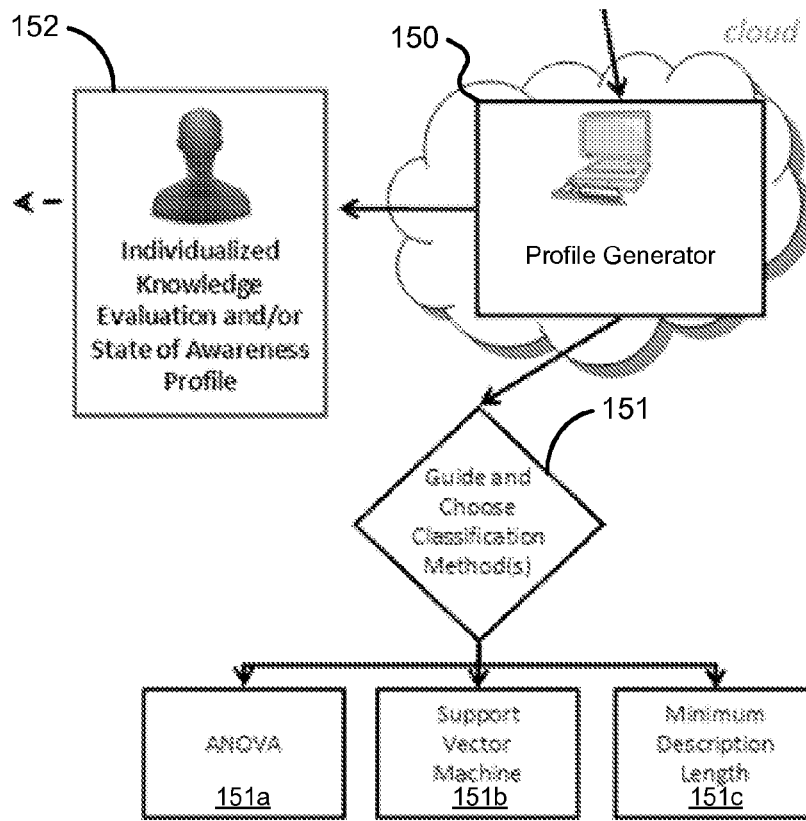 152
150
cloud
Individualized
Knowledge
Evaluation and/or
State of Awareness
Profile
Profile Generator
151
Guide and
Choose
Classification
Method(s)
ANOVA
151a
Support
Vector
Machine
151b
Minimum
Description
Length
151c